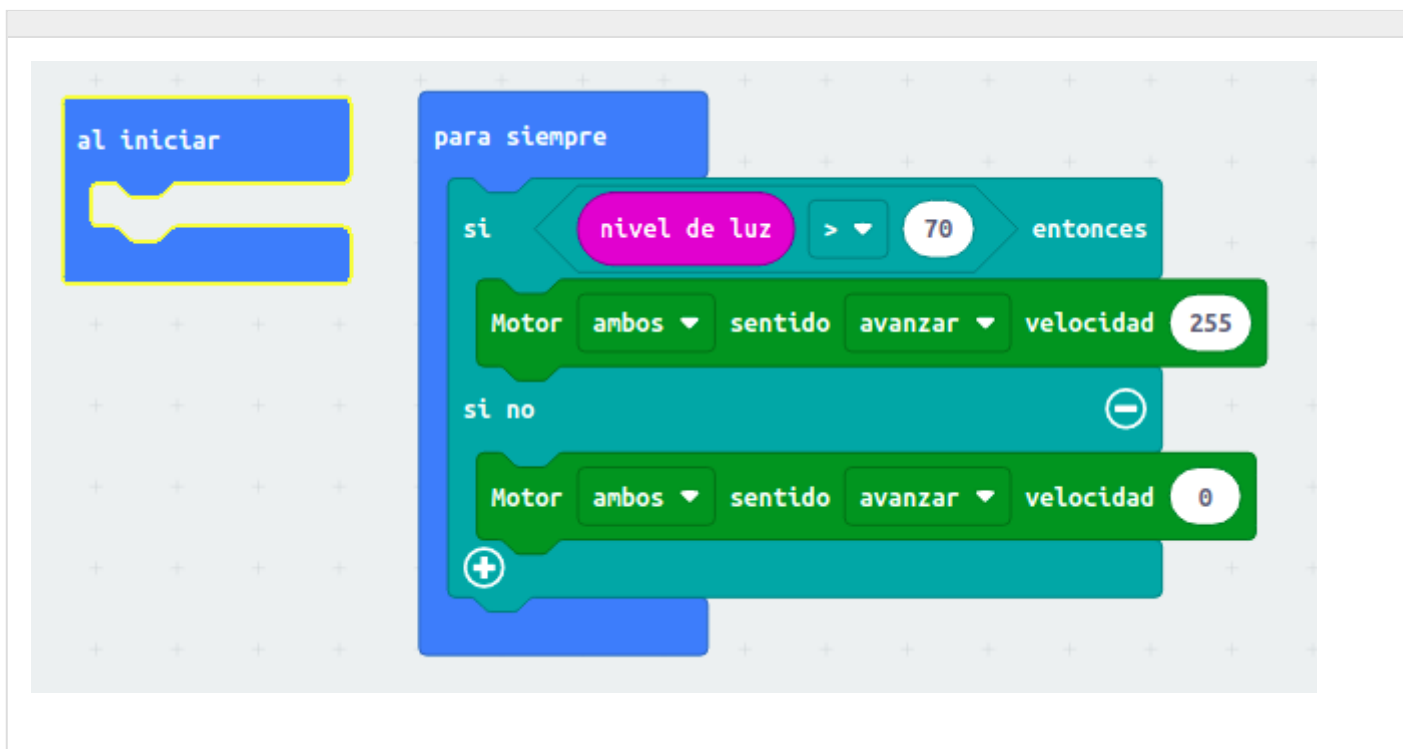 al iniciar
para siempre
si nivel de luz > 70 entonces
Motor ambos sentido avanzar velocidad 255
si no
Motor ambos sentido avanzar velocidad 0